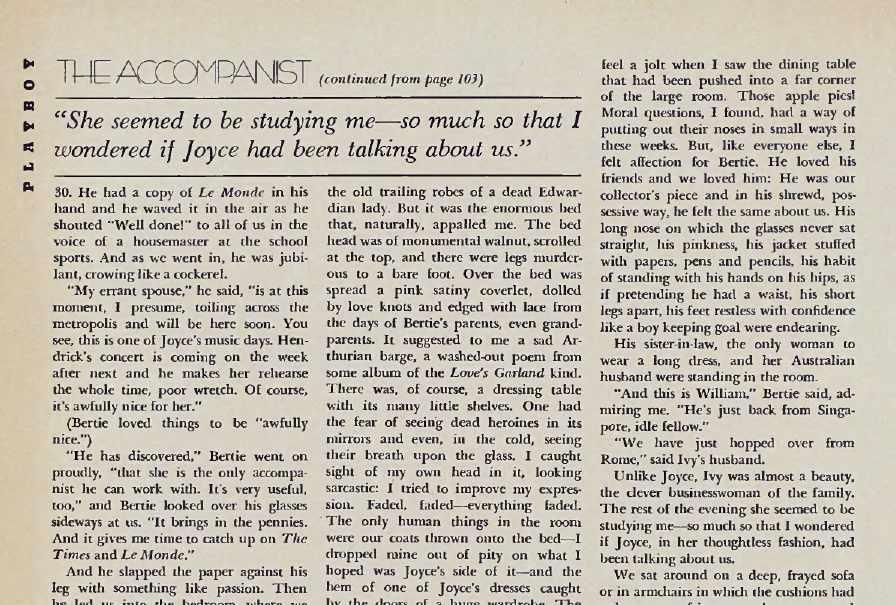 PLAYBOY
THE ACCOMPANIST (continued from page 103)
“She seemed to be studying me—so much so that I
wondered if Joyce had been talking about us.”
30. He had a copy of Le Monde in his
hand and he waved it in the air as he
shouted “Well done!” to all of us in the
voice of a housemaster at the school
sports. And as we went in, he was jubi-
lant, crowing like a cockerel.
“My errant spouse,” he said, “is at this
moment, I presume, toiling across the
metropolis and will be here soon. You
see, this is one of Joyce’s music days. Hen-
drick’s concert is coming on the week
after next and he makes her rehearse
the whole time, poor wretch. Of course,
it’s awfully nice for her.”
(Bertie loved things to be “awfully
nice.”)
“He has discovered,” Bertie went on
proudly, “that she is the only accompa-
nist he can work with. It’s very useful,
too,” and Bertie looked over his glasses
sideways at us. “It brings in the pennies.
And it gives me time to catch up on The
Times and Le Monde.”
And he slapped the paper against his
leg with something like passion. Then
he led us into the bedroom, where we
the old trailing robes of a dead Edwar-
dian lady. But it was the enormous bed
that, naturally, appalled me. The bed
head was of monumental walnut, scrolled
at the top, and there were legs murder-
ous to a bare foot. Over the bed was
spread a pink satiny coverlet, dolled
by love knots and edged with lace from
the days of Bertie’s parents, even grand-
parents. It suggested to me a sad Ar-
thurian barge, a washed-out poem from
some album of the Love’s Garland kind.
There was, of course, a dressing table
with its many little shelves. One had
the fear of seeing dead heroines in its
mirrors and even, in the cold, seeing
their breath upon the glass. I caught
sight of my own head in it, looking
sarcastic: I tried to improve my expres-
sion. Faded, faded—everything faded.
The only human things in the room
were our coats thrown onto the bed—I
dropped mine out of pity on what I
hoped was Joyce’s side of it—and the
hem of one of Joyce’s dresses caught
by the doors of a huge wardrobe. The
feel a jolt when I saw the dining table
that had been pushed into a far corner
of the large room. Those apple pies!
Moral questions, I found, had a way of
putting out their noses in small ways in
these weeks. But, like everyone else, I
felt affection for Bertie. He loved his
friends and we loved him: He was our
collector’s piece and in his shrewd, pos-
sessive way, he felt the same about us. His
long nose on which the glasses never sat
straight, his pinkness, his jacket stuffed
with papers, pens and pencils, his habit
of standing with his hands on his hips, as
if pretending he had a waist, his short
legs apart, his feet restless with confidence
like a boy keeping goal were endearing.
His sister-in-law, the only woman to
wear a long dress, and her Australian
husband were standing in the room.
“And this is William,” Bertie said, ad-
miring me. “He’s just back from Singa-
pore, idle fellow.”
“We have just hopped over from
Rome,” said Ivy’s husband.
Unlike Joyce, Ivy was almost a beauty,
the clever businesswoman of the family.
The rest of the evening she seemed to be
studying me—so much so that I wondered
if Joyce, in her thoughtless fashion, had
been talking about us.
We sat around on a deep, frayed sofa
or in armchairs in which the cushions had